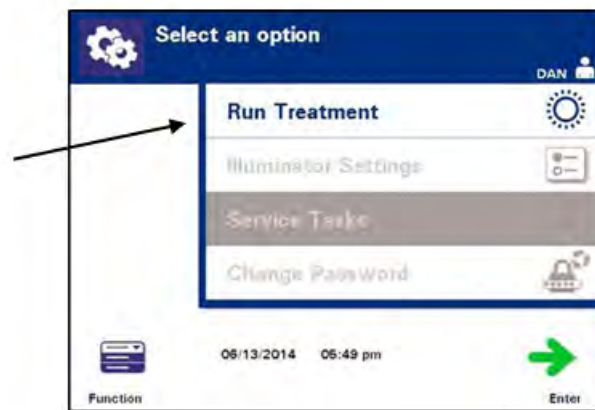 Select an option
DAN
Run Treatment
Illuminator Settings
Service Tasks
Change Password
06/13/2014 05:49 pm
Function
Enter